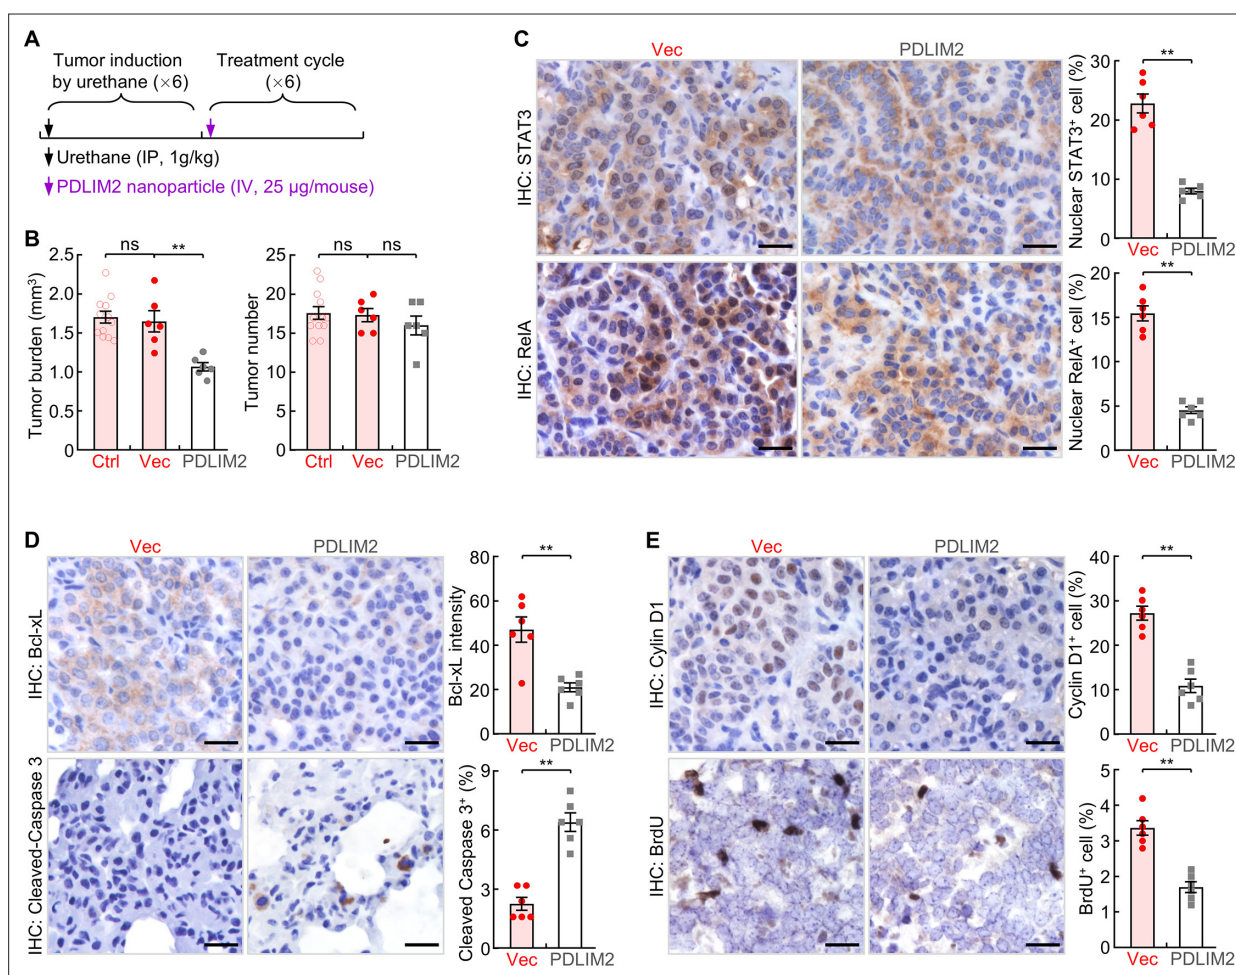 A
Tumor induction
by urethane (×6)
Treatment cycle
(×6)
Urethane (IP, 1g/kg)
PDLIM2 nanoparticle (IV, 25 µg/mouse)
B
Tumor burden (mm³)
2.5
2.0
1.5
1.0
0.5
0
ns
**
Ctrl
Vec
PDLIM2
Tumor number
25
20
15
10
5
0
ns
ns
Ctrl
Vec
PDLIM2
C
Vec
PDLIM2
IHC: STAT3
IHC: RelA
Nuclear STAT3⁺ cell (%)
30
20
10
0
**
Vec
PDLIM2
Nuclear RelA⁺ cell (%)
20
15
10
5
0
**
Vec
PDLIM2
D
Vec
PDLIM2
IHC: Bcl-xL
IHC: Cleaved-Caspase 3
Bcl-xL intensity
80
60
40
20
0
**
Vec
PDLIM2
Cleaved Caspase 3⁺ (%)
9
6
3
0
**
Vec
PDLIM2
E
Vec
PDLIM2
IHC: Cylin D1
IHC: BrdU
Cyclin D1⁺ cell (%)
40
30
20
10
0
**
Vec
PDLIM2
BrdU⁺ cell (%)
5
4
3
2
1
0
**
Vec
PDLIM2